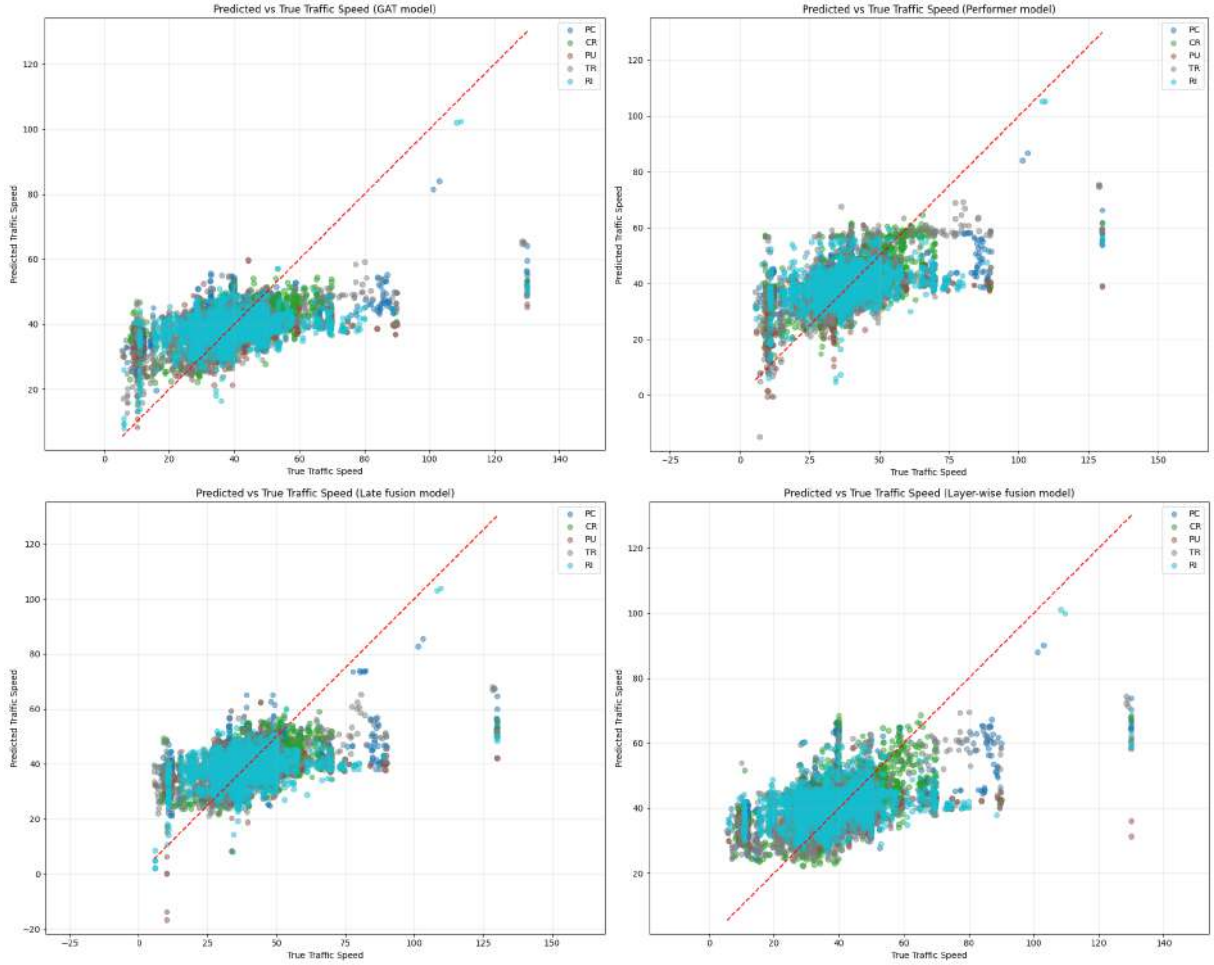 Predicted vs True Traffic Speed (GAT model)
PC
CR
PU
TR
RI
120
100
80
60
40
20
Predicted Traffic Speed
0
20
40
60
80
100
120
140
True Traffic Speed
Predicted vs True Traffic Speed (Performer model)
PC
CR
PU
TR
RI
120
100
80
60
40
20
0
Predicted Traffic Speed
−25
0
25
50
75
100
125
150
True Traffic Speed
Predicted vs True Traffic Speed (Late fusion model)
PC
CR
PU
TR
RI
120
100
80
60
40
20
0
−20
Predicted Traffic Speed
−25
0
25
50
75
100
125
150
True Traffic Speed
Predicted vs True Traffic Speed (Layer-wise fusion model)
PC
CR
PU
TR
RI
120
100
80
60
40
20
Predicted Traffic Speed
0
20
40
60
80
100
120
140
True Traffic Speed